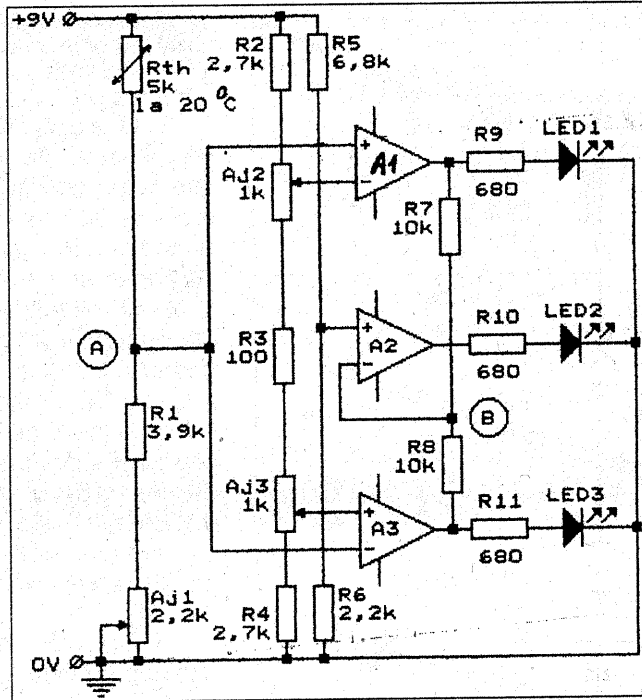 +9V
Rth
5k
la 20 °C
R2
2,7k
R5
6,8k
+
A1
-
R9
680
LED1
Aj2
1k
R7
10k
A
R3
100
+
A2
-
R10
680
LED2
B
R1
3,9k
R8
10k
Aj3
1k
+
A3
-
R11
680
LED3
Aj1
2,2k
R4
2,7k
R6
2,2k
0V